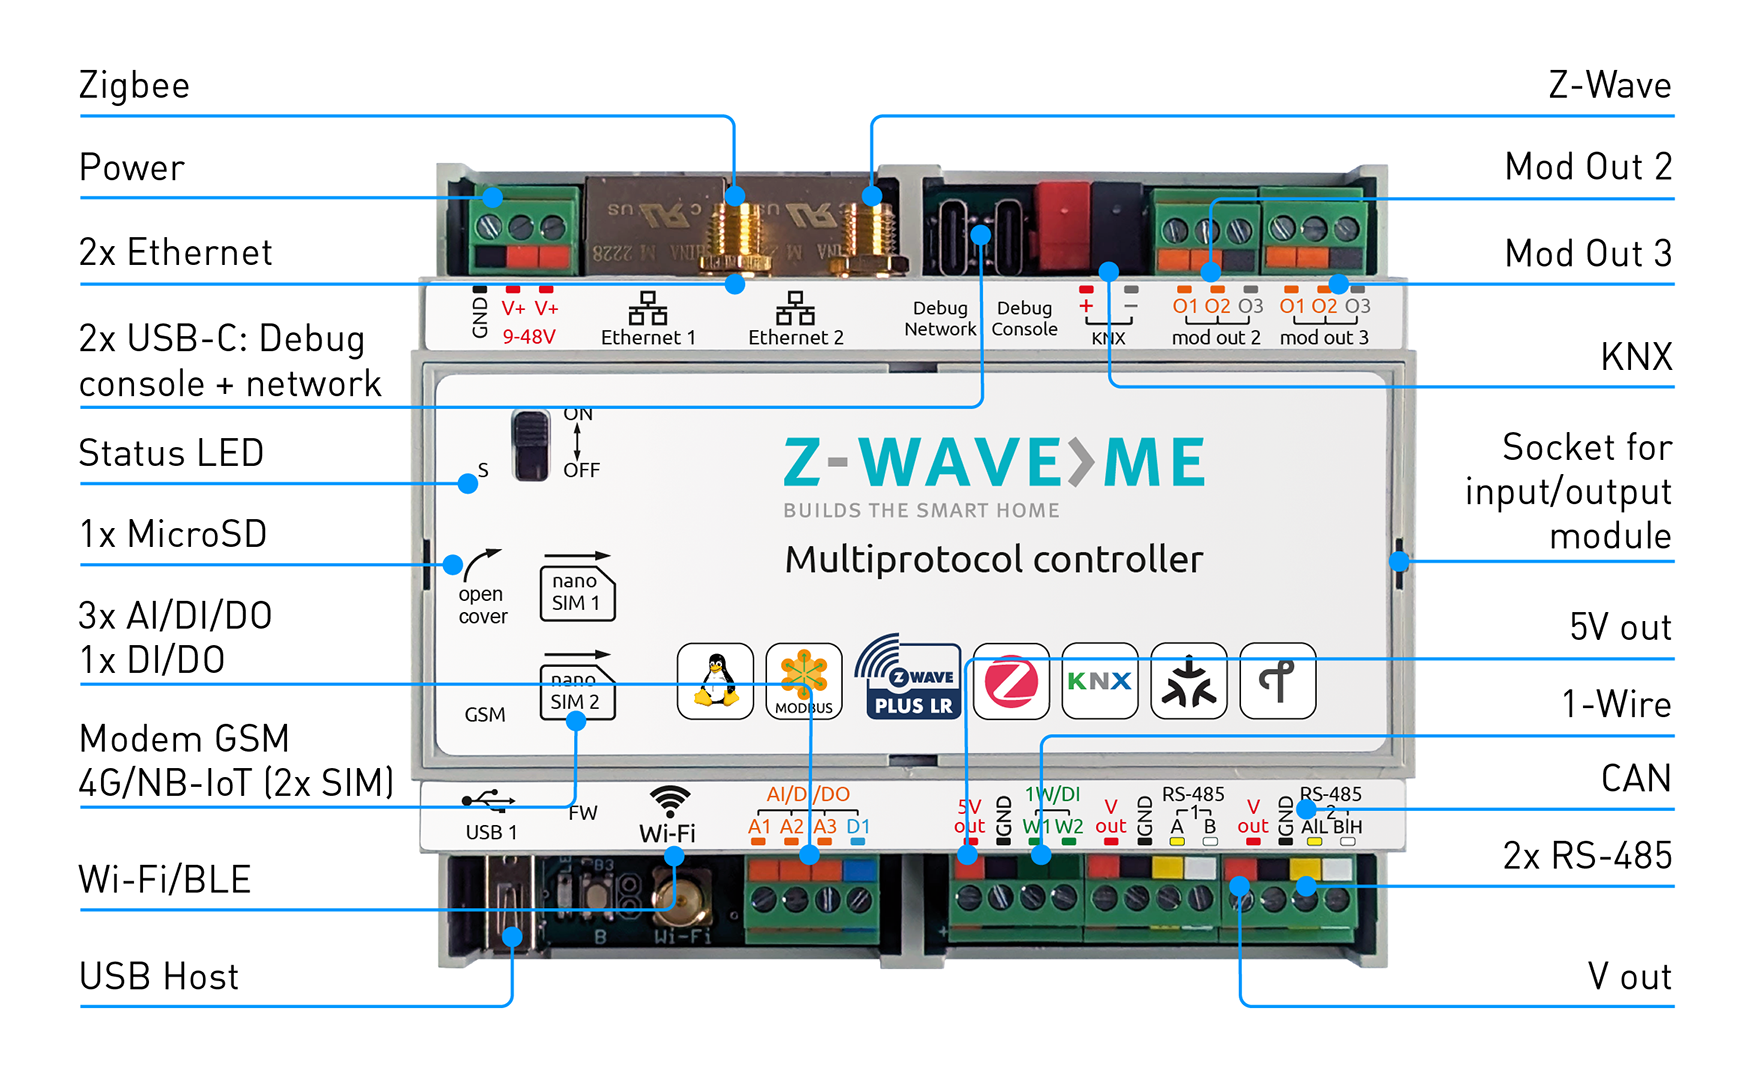 Zigbee
Power
2x Ethernet
2x USB-C: Debug
console + network
Status LED
1x MicroSD
3x AI/DI/DO
1x DI/DO
Modem GSM
4G/NB-IoT (2x SIM)
Wi-Fi/BLE
USB Host
Z-Wave
Mod Out 2
Mod Out 3
KNX
Socket for
input/output
module
5V out
1-Wire
CAN
2x RS-485
V out
GND
V+ V+
9-48V
Ethernet 1
Ethernet 2
Debug
Network
Debug
Console
+ −
KNX
O1 O2 O3
mod out 2
O1 O2 O3
mod out 3
S
ON
OFF
open
cover
nano
SIM 1
nano
SIM 2
GSM
Z-WAVE>ME
BUILDS THE SMART HOME
Multiprotocol controller
MODBUS
Z WAVE
PLUS LR
KNX
USB 1
FW
Wi-Fi
AI/DI/DO
A1 A2 A3 D1
5V
out
GND
1W/DI
W1 W2
V
out
GND
RS-485
1
A B
V
out
GND
RS-485
2
A|L B|H
B3
B
Wi-Fi
M 2228